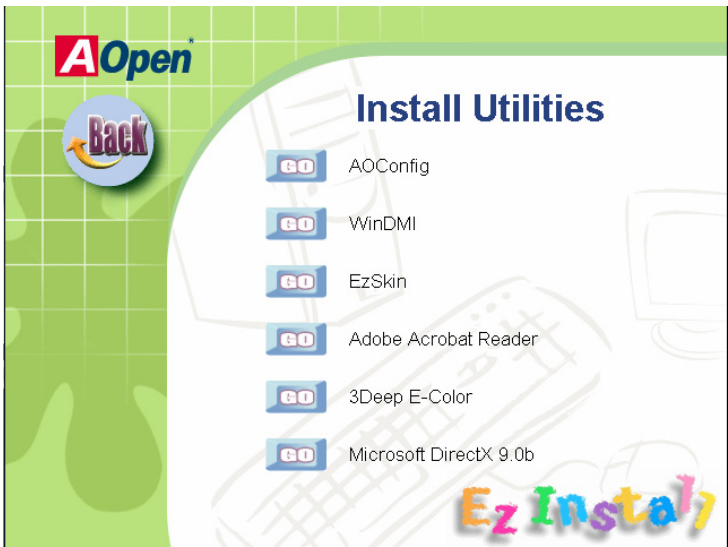 AOpen
Back
Install Utilities
GO AOConfig
GO WinDMI
GO EzSkin
GO Adobe Acrobat Reader
GO 3Deep E-Color
GO Microsoft DirectX 9.0b
Ez Install